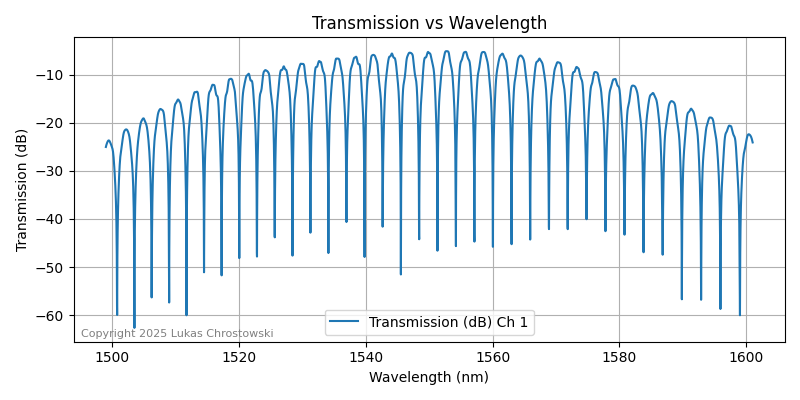 Transmission vs Wavelength
Transmission (dB)
−10
−20
−30
−40
−50
−60
Transmission (dB) Ch 1
Copyright 2025 Lukas Chrostowski
1500 1520 1540 1560 1580 1600
Wavelength (nm)